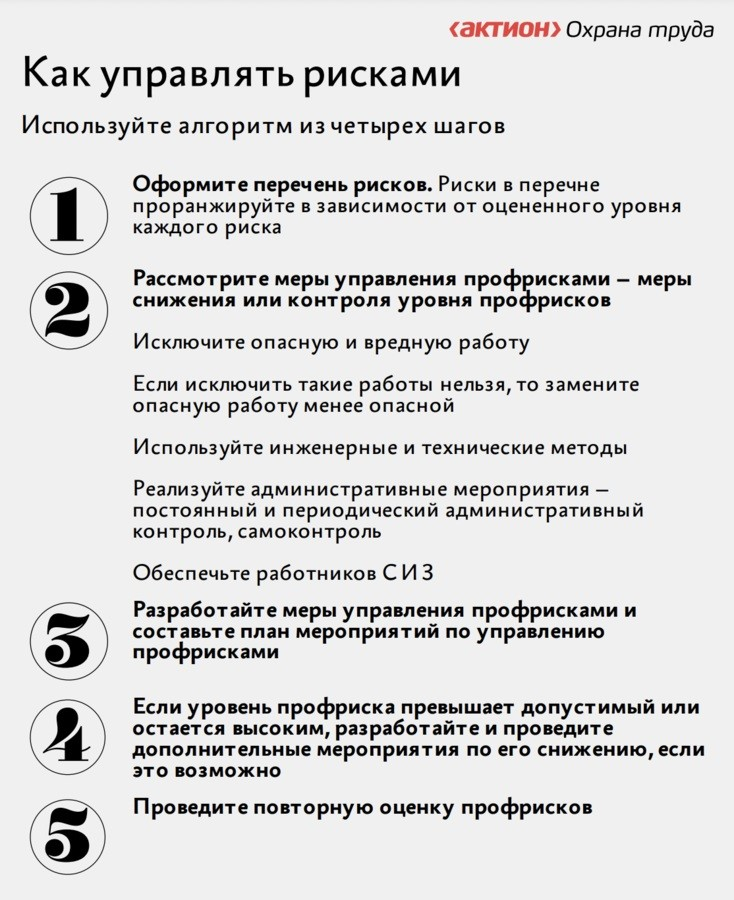 ‹актион› Охрана труда
Как управлять рисками
Используйте алгоритм из четырех шагов
1
Оформите перечень рисков. Риски в перечне
проранжируйте в зависимости от оцененного уровня
каждого риска
2
Рассмотрите меры управления профрисками – меры
снижения или контроля уровня профрисков
Исключите опасную и вредную работу
Если исключить такие работы нельзя, то замените
опасную работу менее опасной
Используйте инженерные и технические методы
Реализуйте административные мероприятия –
постоянный и периодический административный
контроль, самоконтроль
Обеспечьте работников СИЗ
3
Разработайте меры управления профрисками и
составьте план мероприятий по управлению
профрисками
4
Если уровень профриска превышает допустимый или
остается высоким, разработайте и проведите
дополнительные мероприятия по его снижению, если
это возможно
5
Проведите повторную оценку профрисков